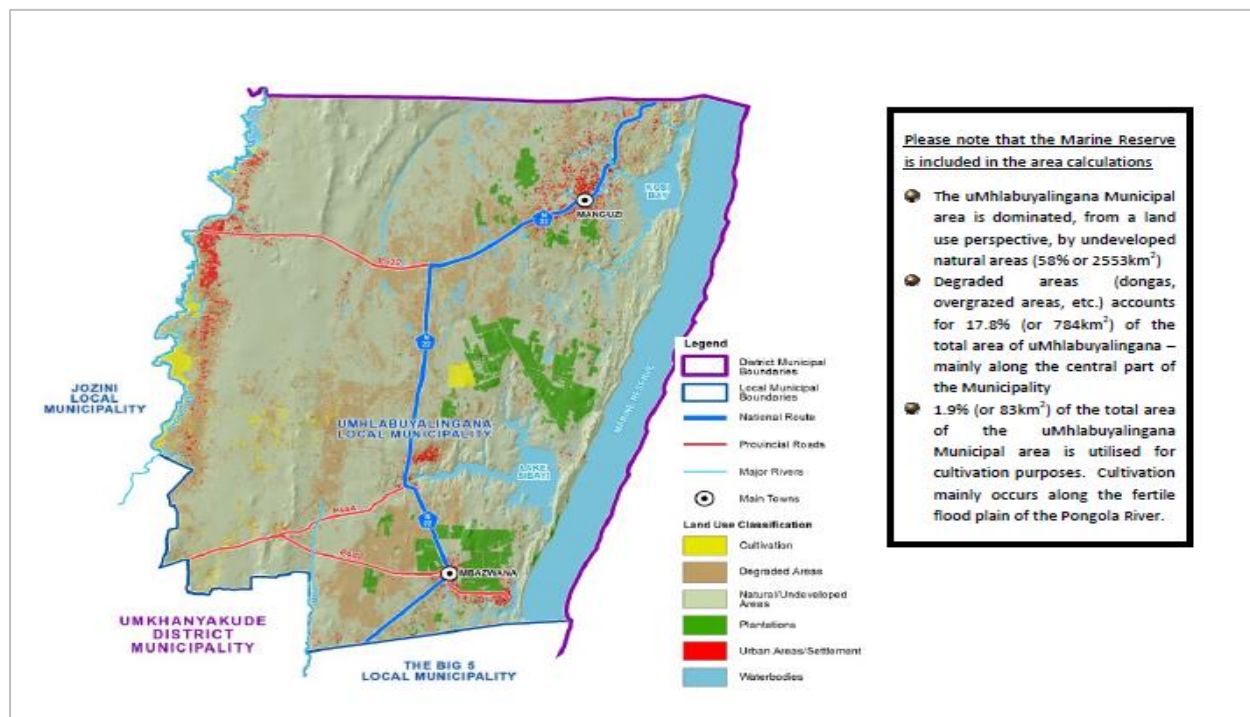 KOSI
BAY
MANGUZI
N
22
P522
N
22
MARINE RESERVE
JOZINI
LOCAL
MUNICIPALITY
UMHLABUYALINGANA
LOCAL MUNICIPALITY
LAKE
SIBAYI
N
22
MBAZWANA
UMKHANYAKUDE
DISTRICT
MUNICIPALITY
THE BIG 5
LOCAL MUNICIPALITY
Legend
District Municipal
Boundaries
Local Municipal
Boundaries
National Route
Provincial Roads
Major Rivers
Main Towns
Land Use Classification
Cultivation
Degraded Areas
Natural/Undeveloped
Areas
Plantations
Urban Areas/Settlement
Waterbodies
Please note that the Marine Reserve
is included in the area calculations
The uMhlabuyalingana Municipal
area is dominated, from a land
use perspective, by undeveloped
natural areas (58% or 2553km²)
Degraded areas (dongas,
overgrazed areas, etc.) accounts
for 17.8% (or 784km²) of the
total area of uMhlabuyalingana –
mainly along the central part of
the Municipality
1.9% (or 83km²) of the total area
of the uMhlabuyalingana
Municipal area is utilised for
cultivation purposes. Cultivation
mainly occurs along the fertile
flood plain of the Pongola River.